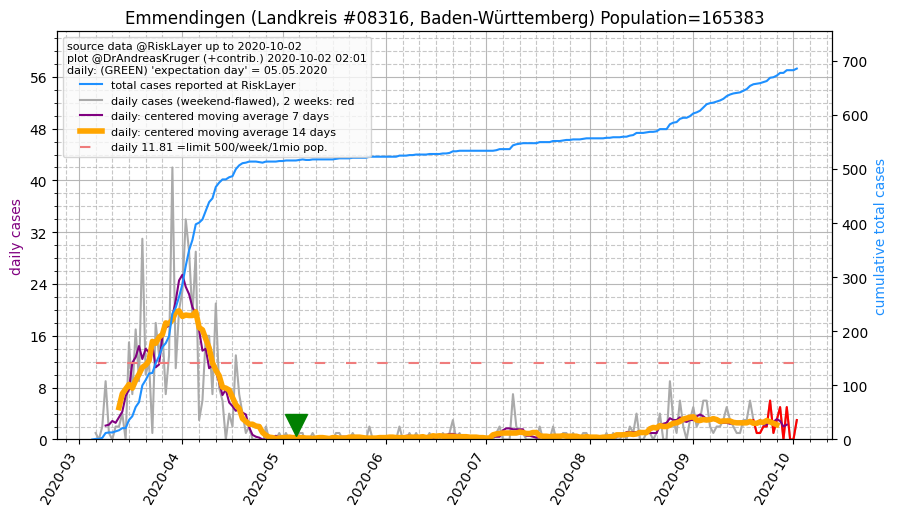 Emmendingen (Landkreis #08316, Baden-Württemberg) Population=165383
source data @RiskLayer up to 2020-10-02
plot @DrAndreasKruger (+contrib.) 2020-10-02 02:01
daily: (GREEN) 'expectation day' = 05.05.2020
total cases reported at RiskLayer
daily cases (weekend-flawed), 2 weeks: red
daily: centered moving average 7 days
daily: centered moving average 14 days
daily 11.81 =limit 500/week/1mio pop.
daily cases
56
48
40
32
24
16
8
0
cumulative total cases
700
600
500
400
300
200
100
0
2020-03
2020-04
2020-05
2020-06
2020-07
2020-08
2020-09
2020-10